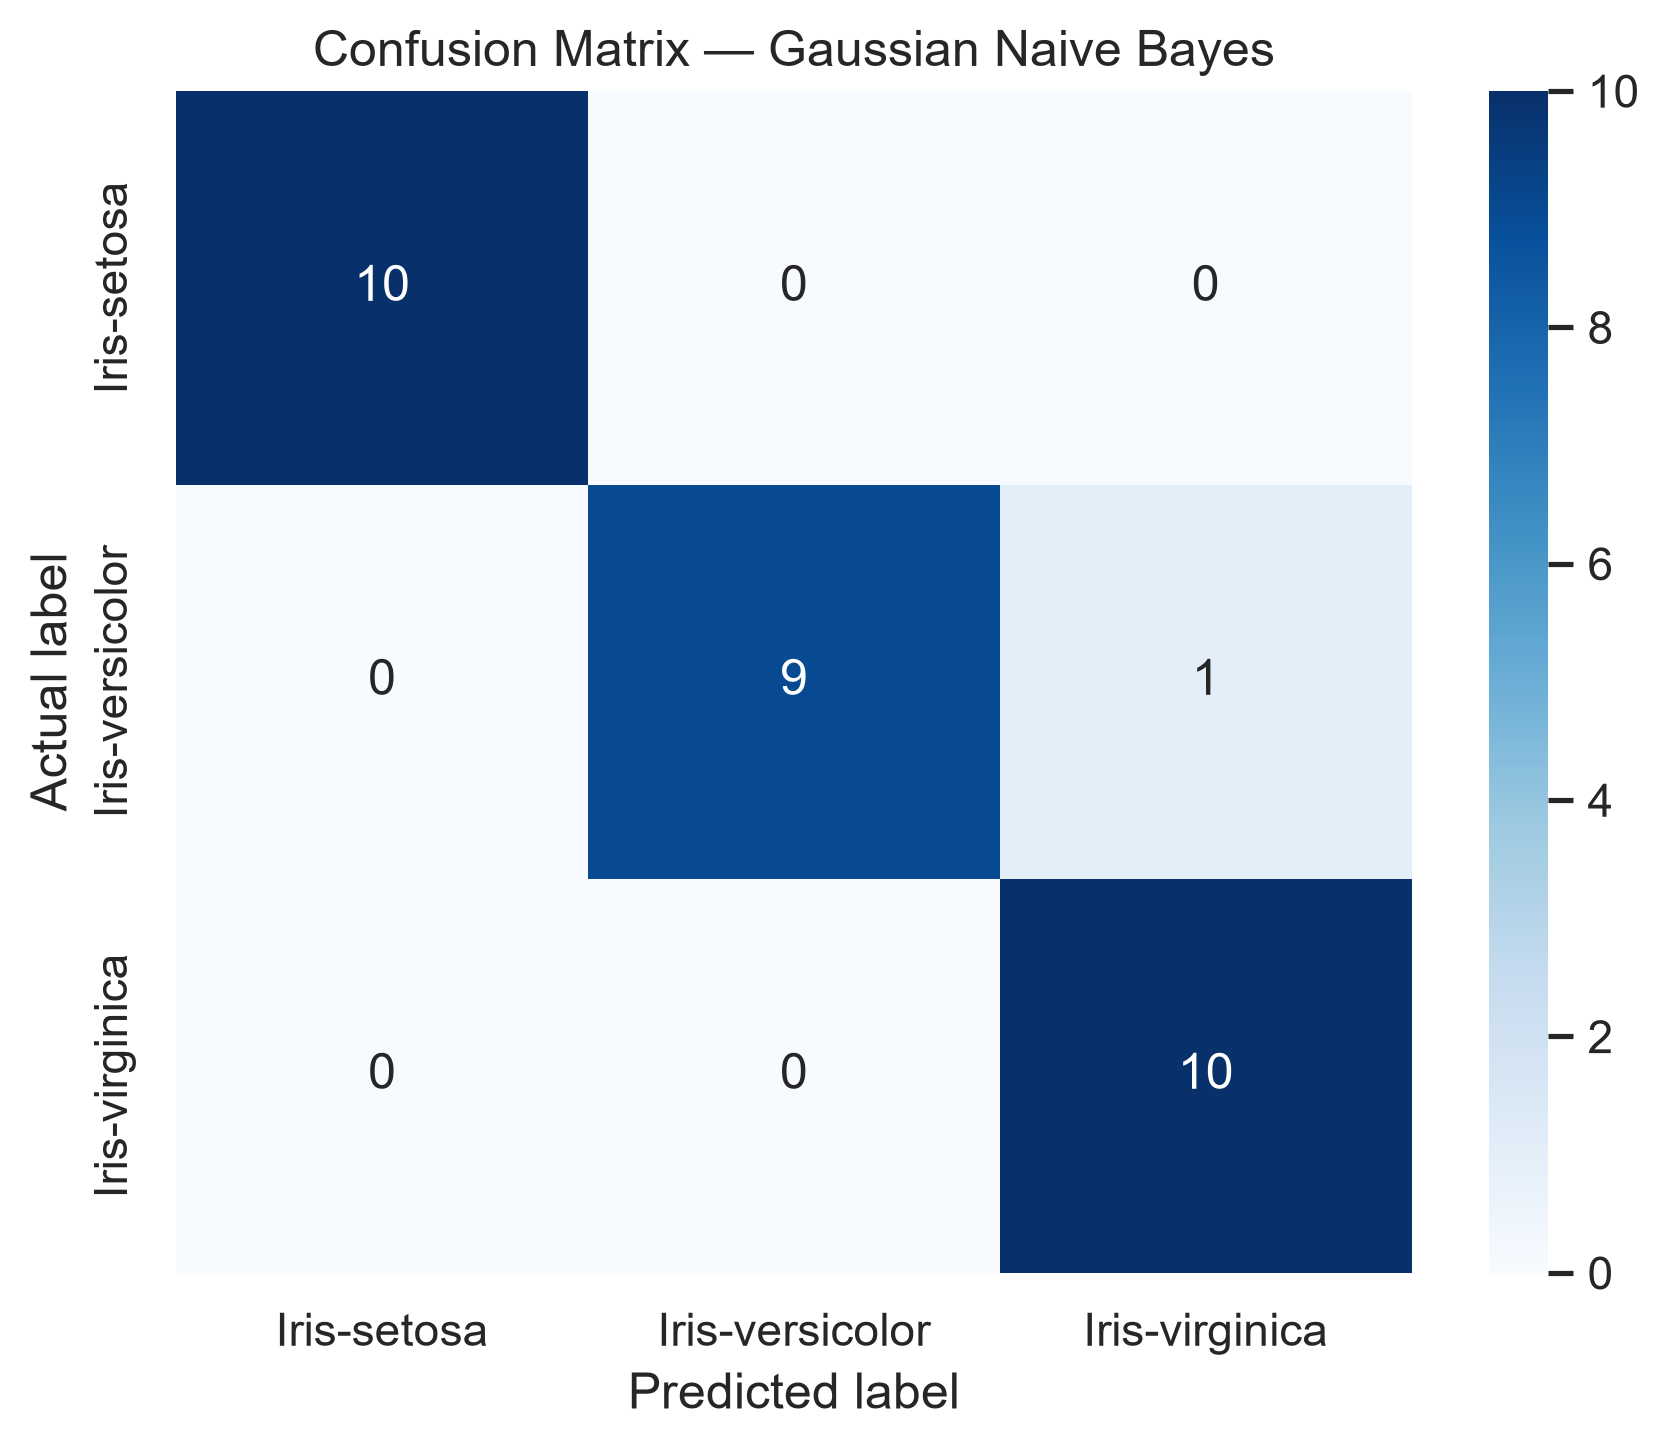 Confusion Matrix — Gaussian Naive Bayes
Actual label
Iris-setosa
10 0 0
Iris-versicolor
0 9 1
Iris-virginica
0 0 10
Iris-setosa Iris-versicolor Iris-virginica
Predicted label
10
8
6
4
2
0